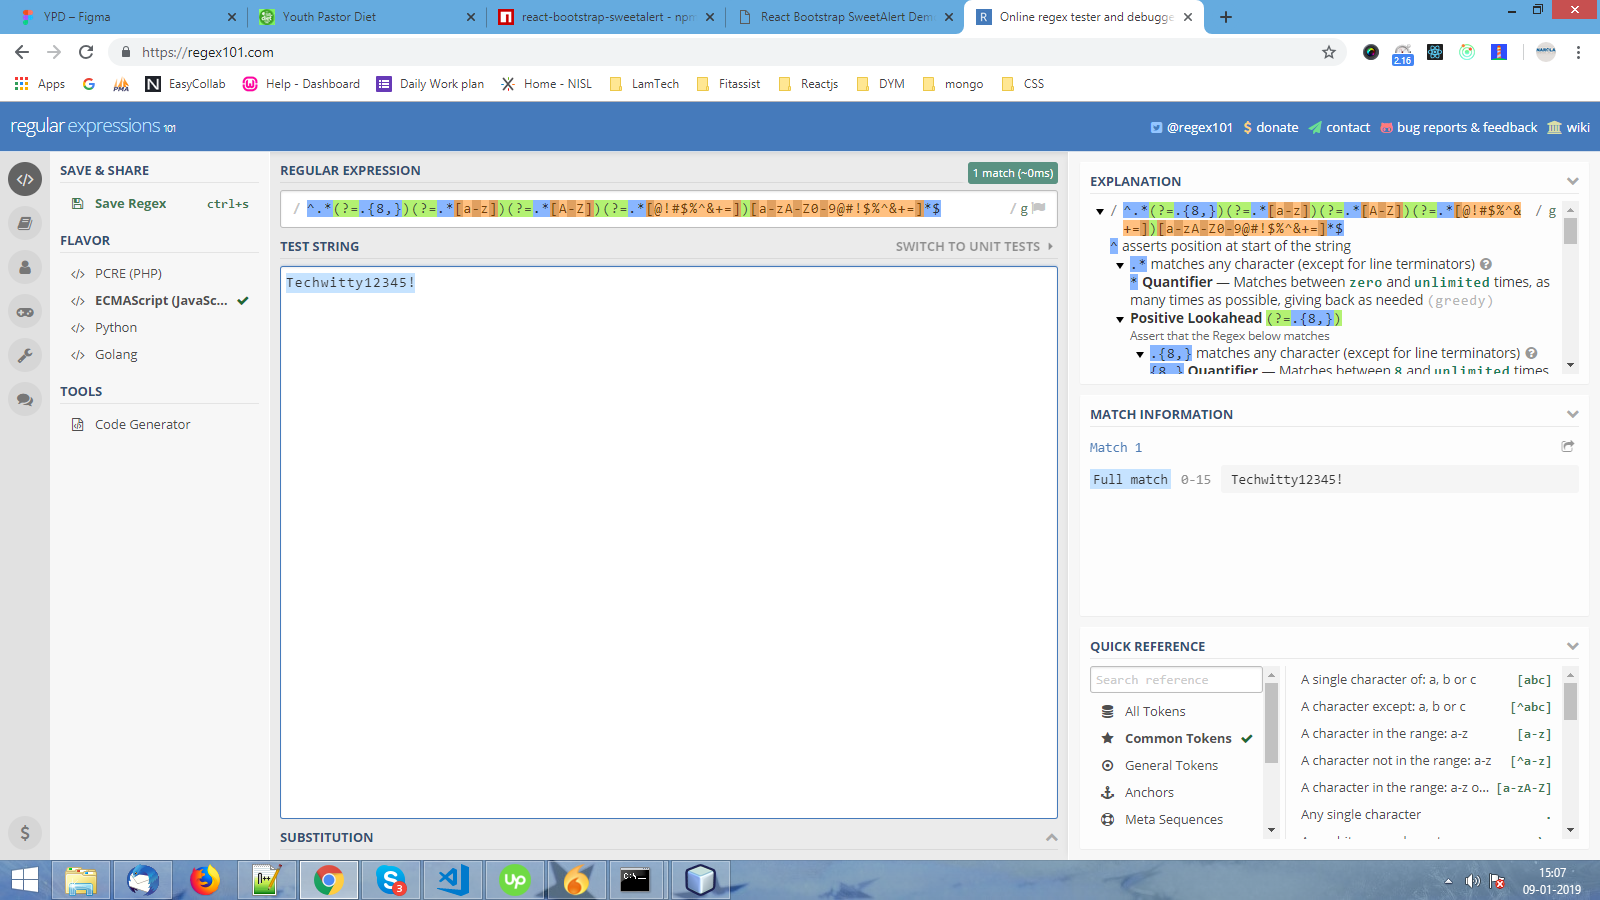 YPD – Figma
Youth Pastor Diet
react-bootstrap-sweetalert - npm
React Bootstrap SweetAlert Dem
Online regex tester and debugge
https://regex101.com
2.16
Apps
EasyCollab
Help - Dashboard
Daily Work plan
Home - NISL
LamTech
Fitassist
Reactjs
DYM
mongo
CSS
regular expressions 101
@regex101
donate
contact
bug reports & feedback
wiki
SAVE & SHARE
Save Regex ctrl+s
FLAVOR
PCRE (PHP)
ECMAScript (JavaSc...
Python
Golang
TOOLS
Code Generator
REGULAR EXPRESSION
1 match (~0ms)
/ ^.*(?=.{8,})(?=.*[a-z])(?=.*[A-Z])(?=.*[@!#$%^&+=])[a-zA-Z0-9@#!$%^&+=]*$ / g
TEST STRING
SWITCH TO UNIT TESTS
Techwitty12345!
SUBSTITUTION
EXPLANATION
/ ^.*(?=.{8,})(?=.*[a-z])(?=.*[A-Z])(?=.*[@!#$%^& / g
+=])[a-zA-Z0-9@#!$%^&+=]*$
^ asserts position at start of the string
.* matches any character (except for line terminators)
* Quantifier — Matches between zero and unlimited times, as
many times as possible, giving back as needed (greedy)
Positive Lookahead (?=.{8,})
Assert that the Regex below matches
.{8,} matches any character (except for line terminators)
{8,} Quantifier — Matches between 8 and unlimited times
MATCH INFORMATION
Match 1
Full match 0-15 Techwitty12345!
QUICK REFERENCE
Search reference
All Tokens
Common Tokens
General Tokens
Anchors
Meta Sequences
A single character of: a, b or c [abc]
A character except: a, b or c [^abc]
A character in the range: a-z [a-z]
A character not in the range: a-z [^a-z]
A character in the range: a-z o... [a-zA-Z]
Any single character .
3
up
15:07
09-01-2019